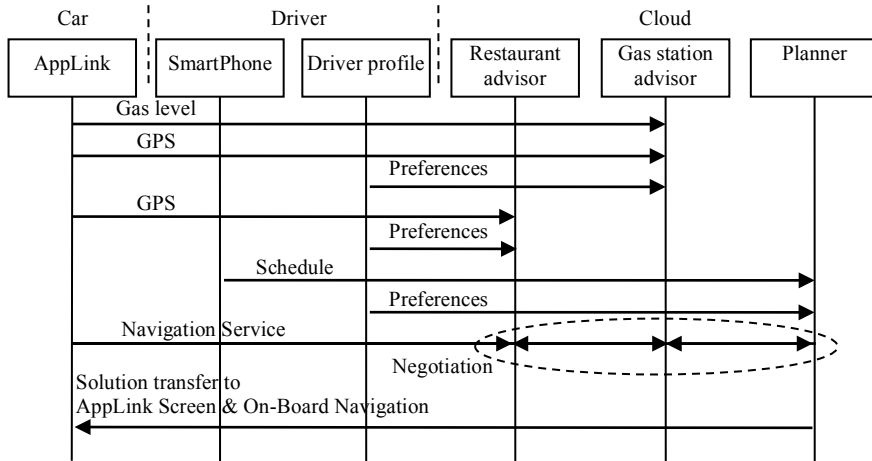 Car Driver Cloud
AppLink SmartPhone Driver profile Restaurant advisor Gas station advisor Planner
Gas level
GPS
Preferences
GPS
Preferences
Schedule
Preferences
Navigation Service
Negotiation
Solution transfer to
AppLink Screen & On-Board Navigation